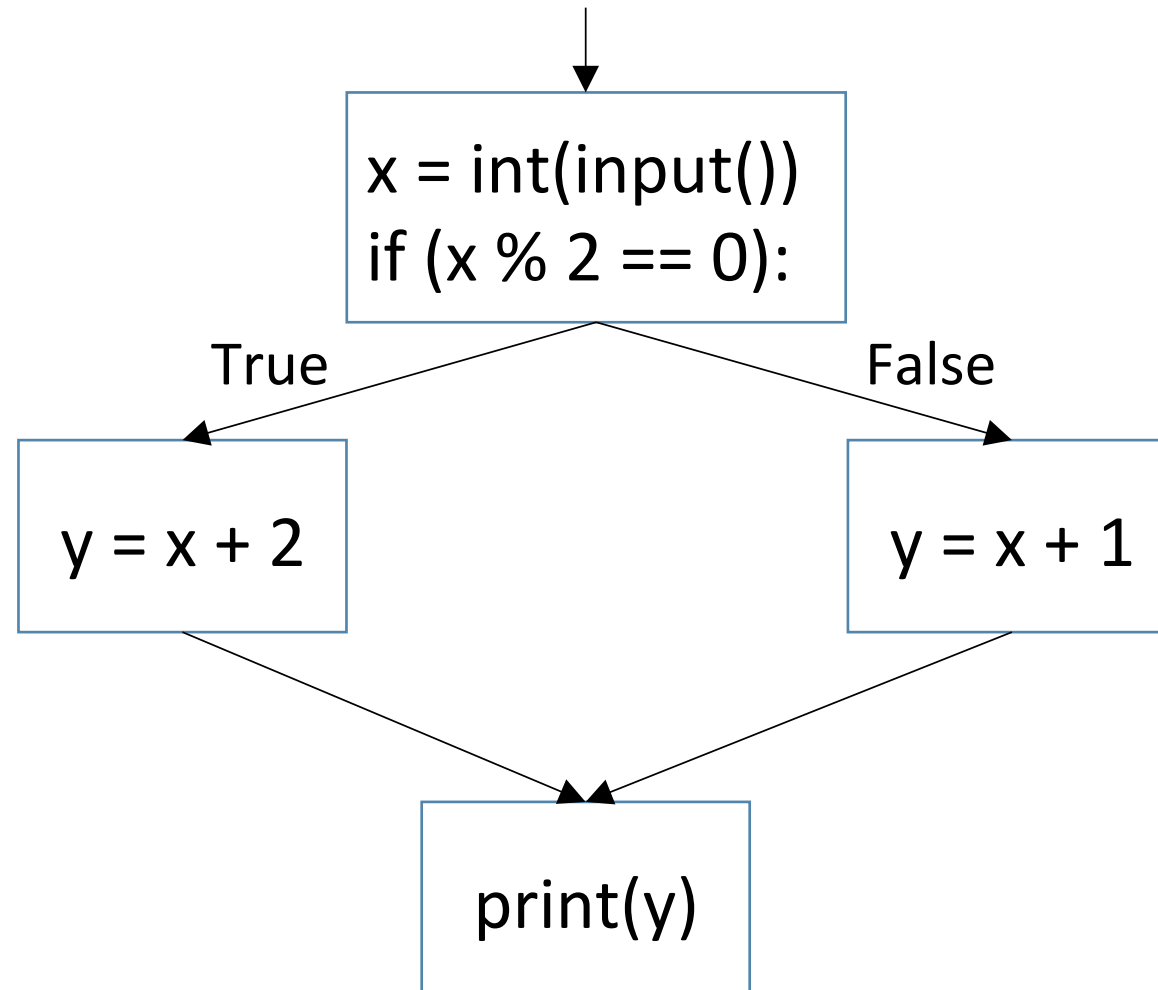 x = int(input())
if (x % 2 == 0):
True
False
y = x + 2
y = x + 1
print(y)